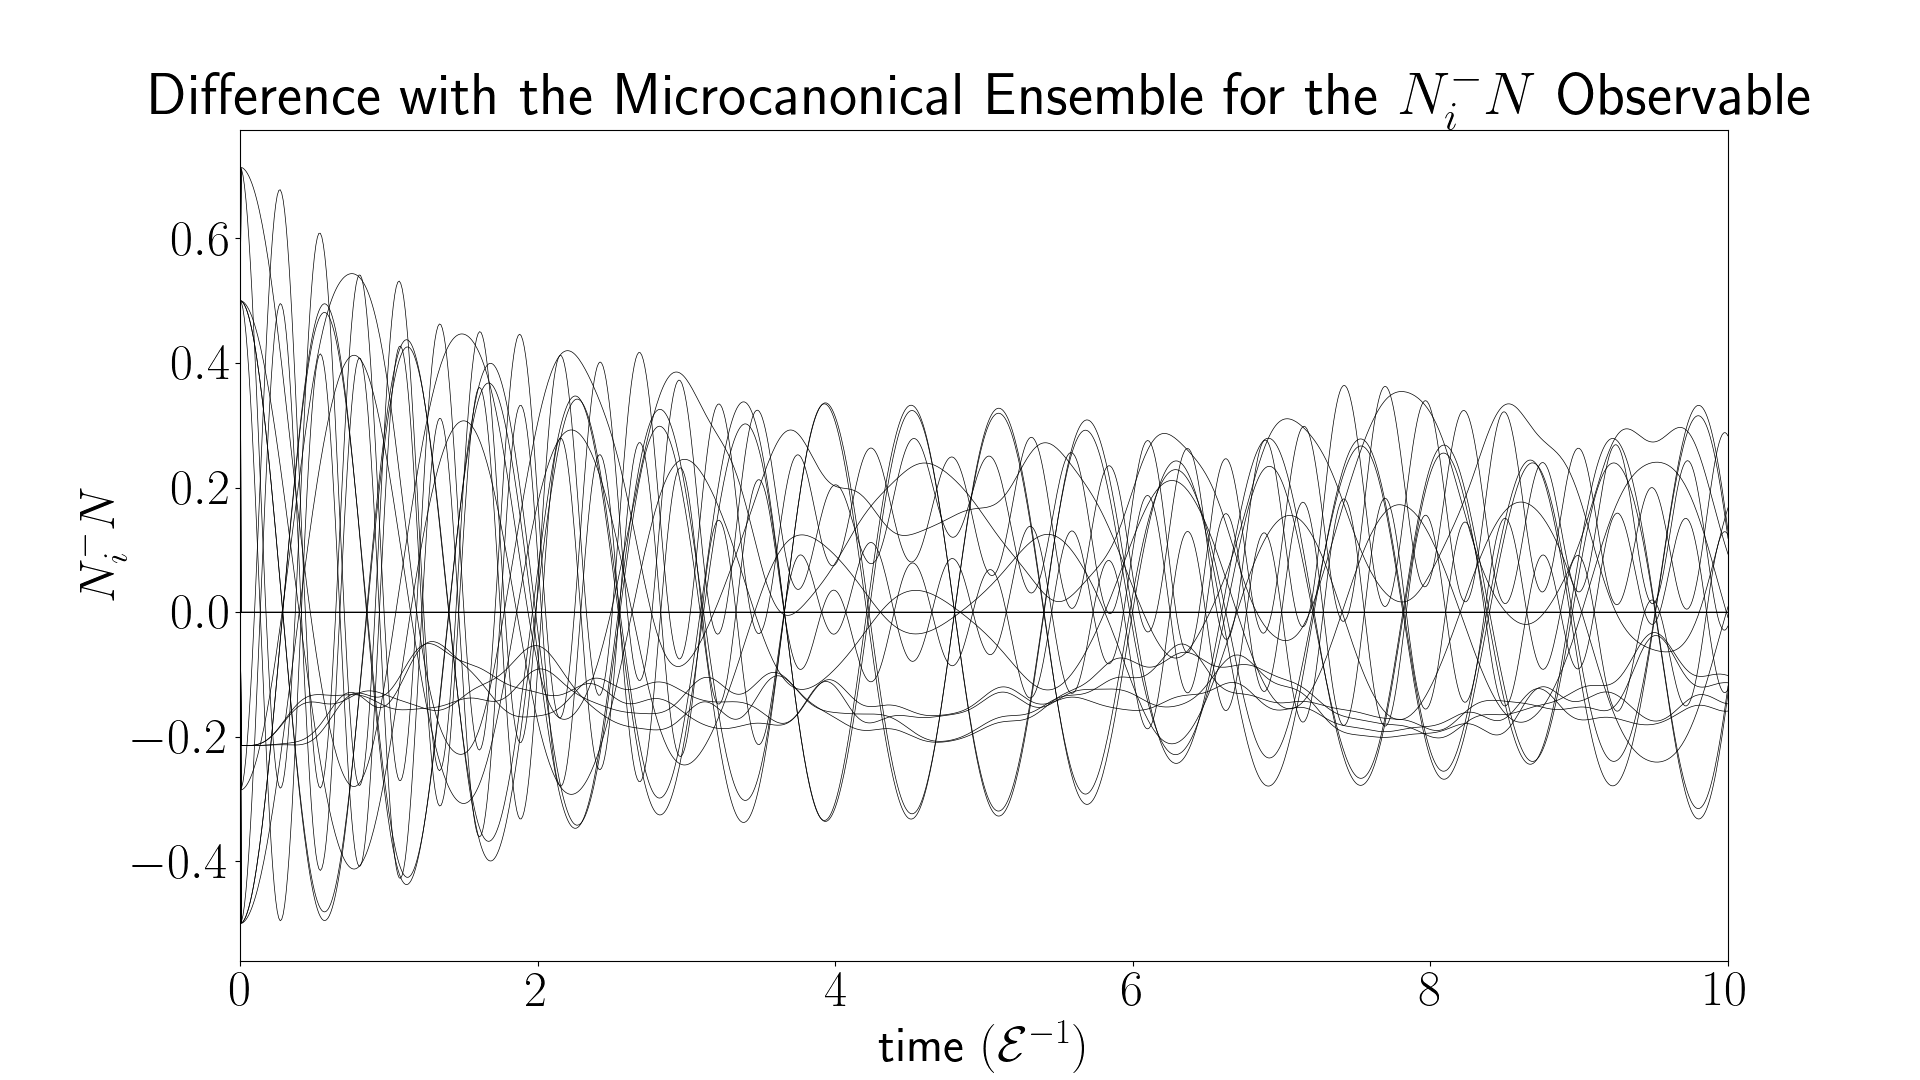 Difference with the Microcanonical Ensemble for the $N_i^-N$ Observable
$N_i^-N$
0.6
0.4
0.2
0.0
−0.2
−0.4
0 2 4 6 8 10
time ($\mathcal{E}^{-1}$)